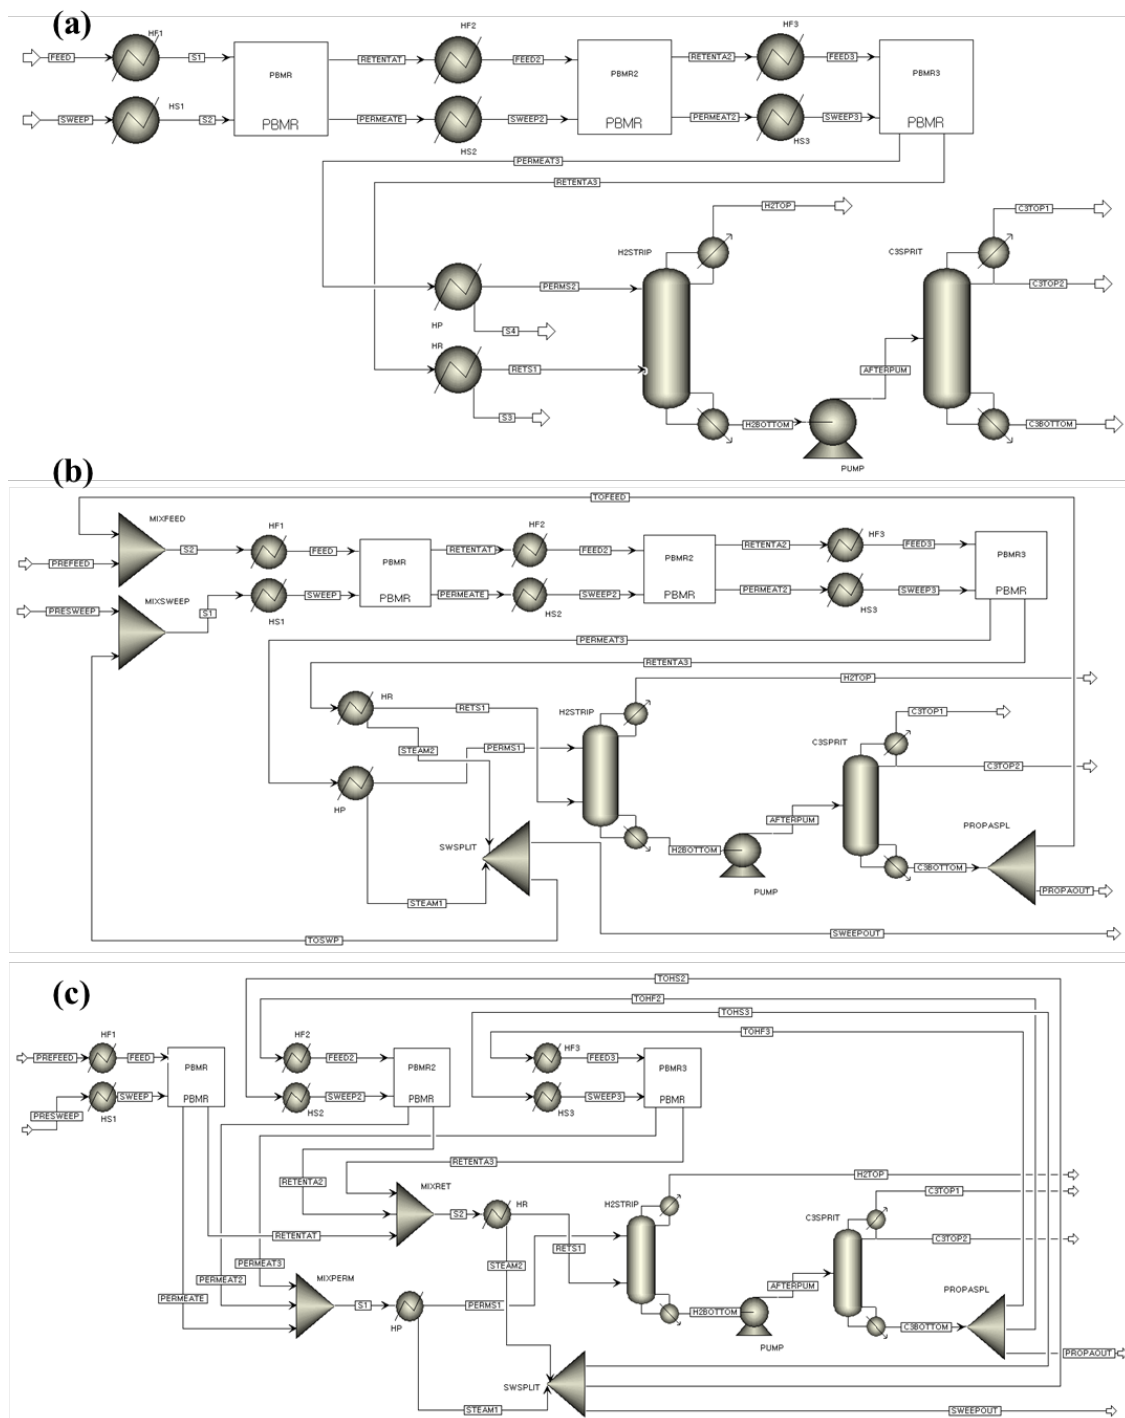 (a)
HF1 HF2 HF3
FEED S1 RETENTAT FEED2 RETENTA2 FEED3
PBMR PBMR2 PBMR3
HS1
SWEEP S2 PBMR PERMEATE SWEEP2 PBMR PERMEAT2 SWEEP3 PBMR
HS2 HS3
PERMEAT3
RETENTA3
H2TOP C3TOP1
H2STRIP C3SPRIT
PERMS2 C3TOP2
HP S4
HR
RETS1 AFTERPUM
S3
H2BOTTOM C3BOTTOM
PUMP
(b)
TOFEED
MIXFEED HF1 HF2 HF3
S2 FEED RETENTAT FEED2 RETENTA2 FEED3
PREFEED PBMR PBMR2 PBMR3
MIXSWEEP
PRESWEEP S1 SWEEP PERMEATE SWEEP2 PERMEAT2 SWEEP3
PBMR PBMR PBMR
HS1 HS2 HS3
PERMEAT3
RETENTA3
H2TOP
HR RETS1 H2STRIP C3TOP1
STEAM2 PERMS1 C3SPRIT
C3TOP2
HP
AFTERPUM PROPASPL
SWSPLIT H2BOTTOM C3BOTTOM
PUMP PROPAOUT
STEAM1
TOSWP SWEEPOUT
(c)
TOHS2
TOHF2
TOHS3
TOHF3
HF1 HF2 HF3
PREFEED FEED FEED2 FEED3
PBMR PBMR2 PBMR3
SWEEP SWEEP2 SWEEP3
PRESWEEP HS1 PBMR HS2 PBMR HS3 PBMR
RETENTA3
RETENTA2 MIXRET H2TOP
C3TOP1
HR H2STRIP C3SPRIT
S2
RETENTAT RETS1 C3TOP2
PERMEAT3 STEAM2
PERMEAT2 MIXPERM AFTERPUM PROPASPL
PERMEATE S1 PERMS1
HP H2BOTTOM C3BOTTOM
PUMP PROPAOUT
SWSPLIT
STEAM1 SWEEPOUT